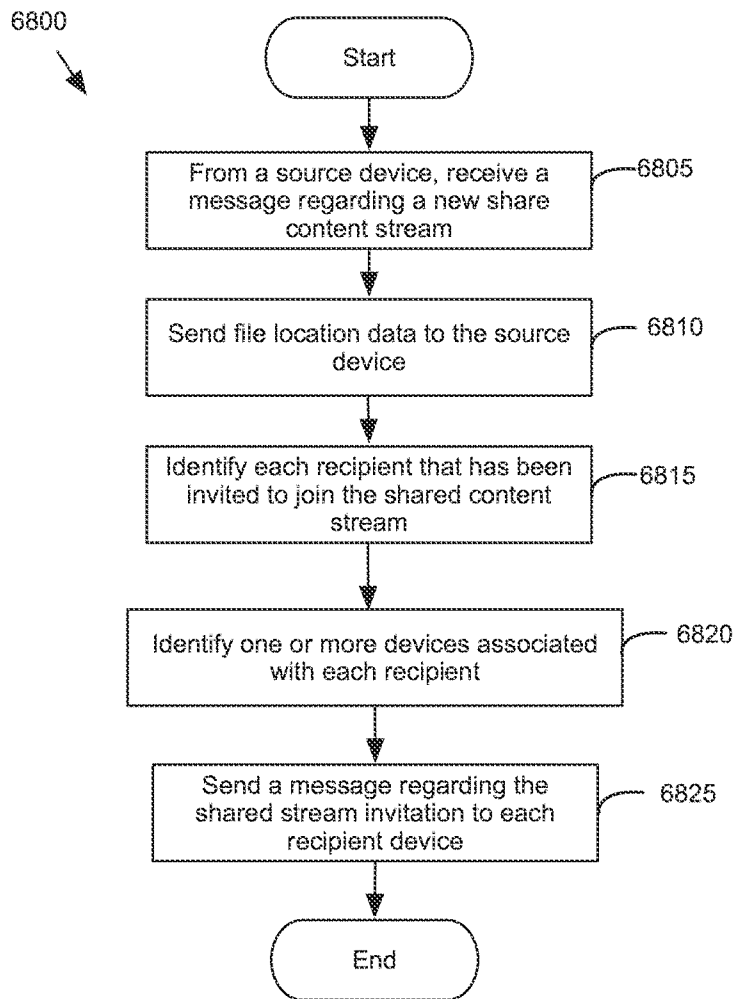 6800
Start
From a source device, receive a
message regarding a new share
content stream
6805
Send file location data to the source
device
6810
Identify each recipient that has been
invited to join the shared content
stream
6815
Identify one or more devices associated
with each recipient
6820
Send a message regarding the
shared stream invitation to each
recipient device
6825
End